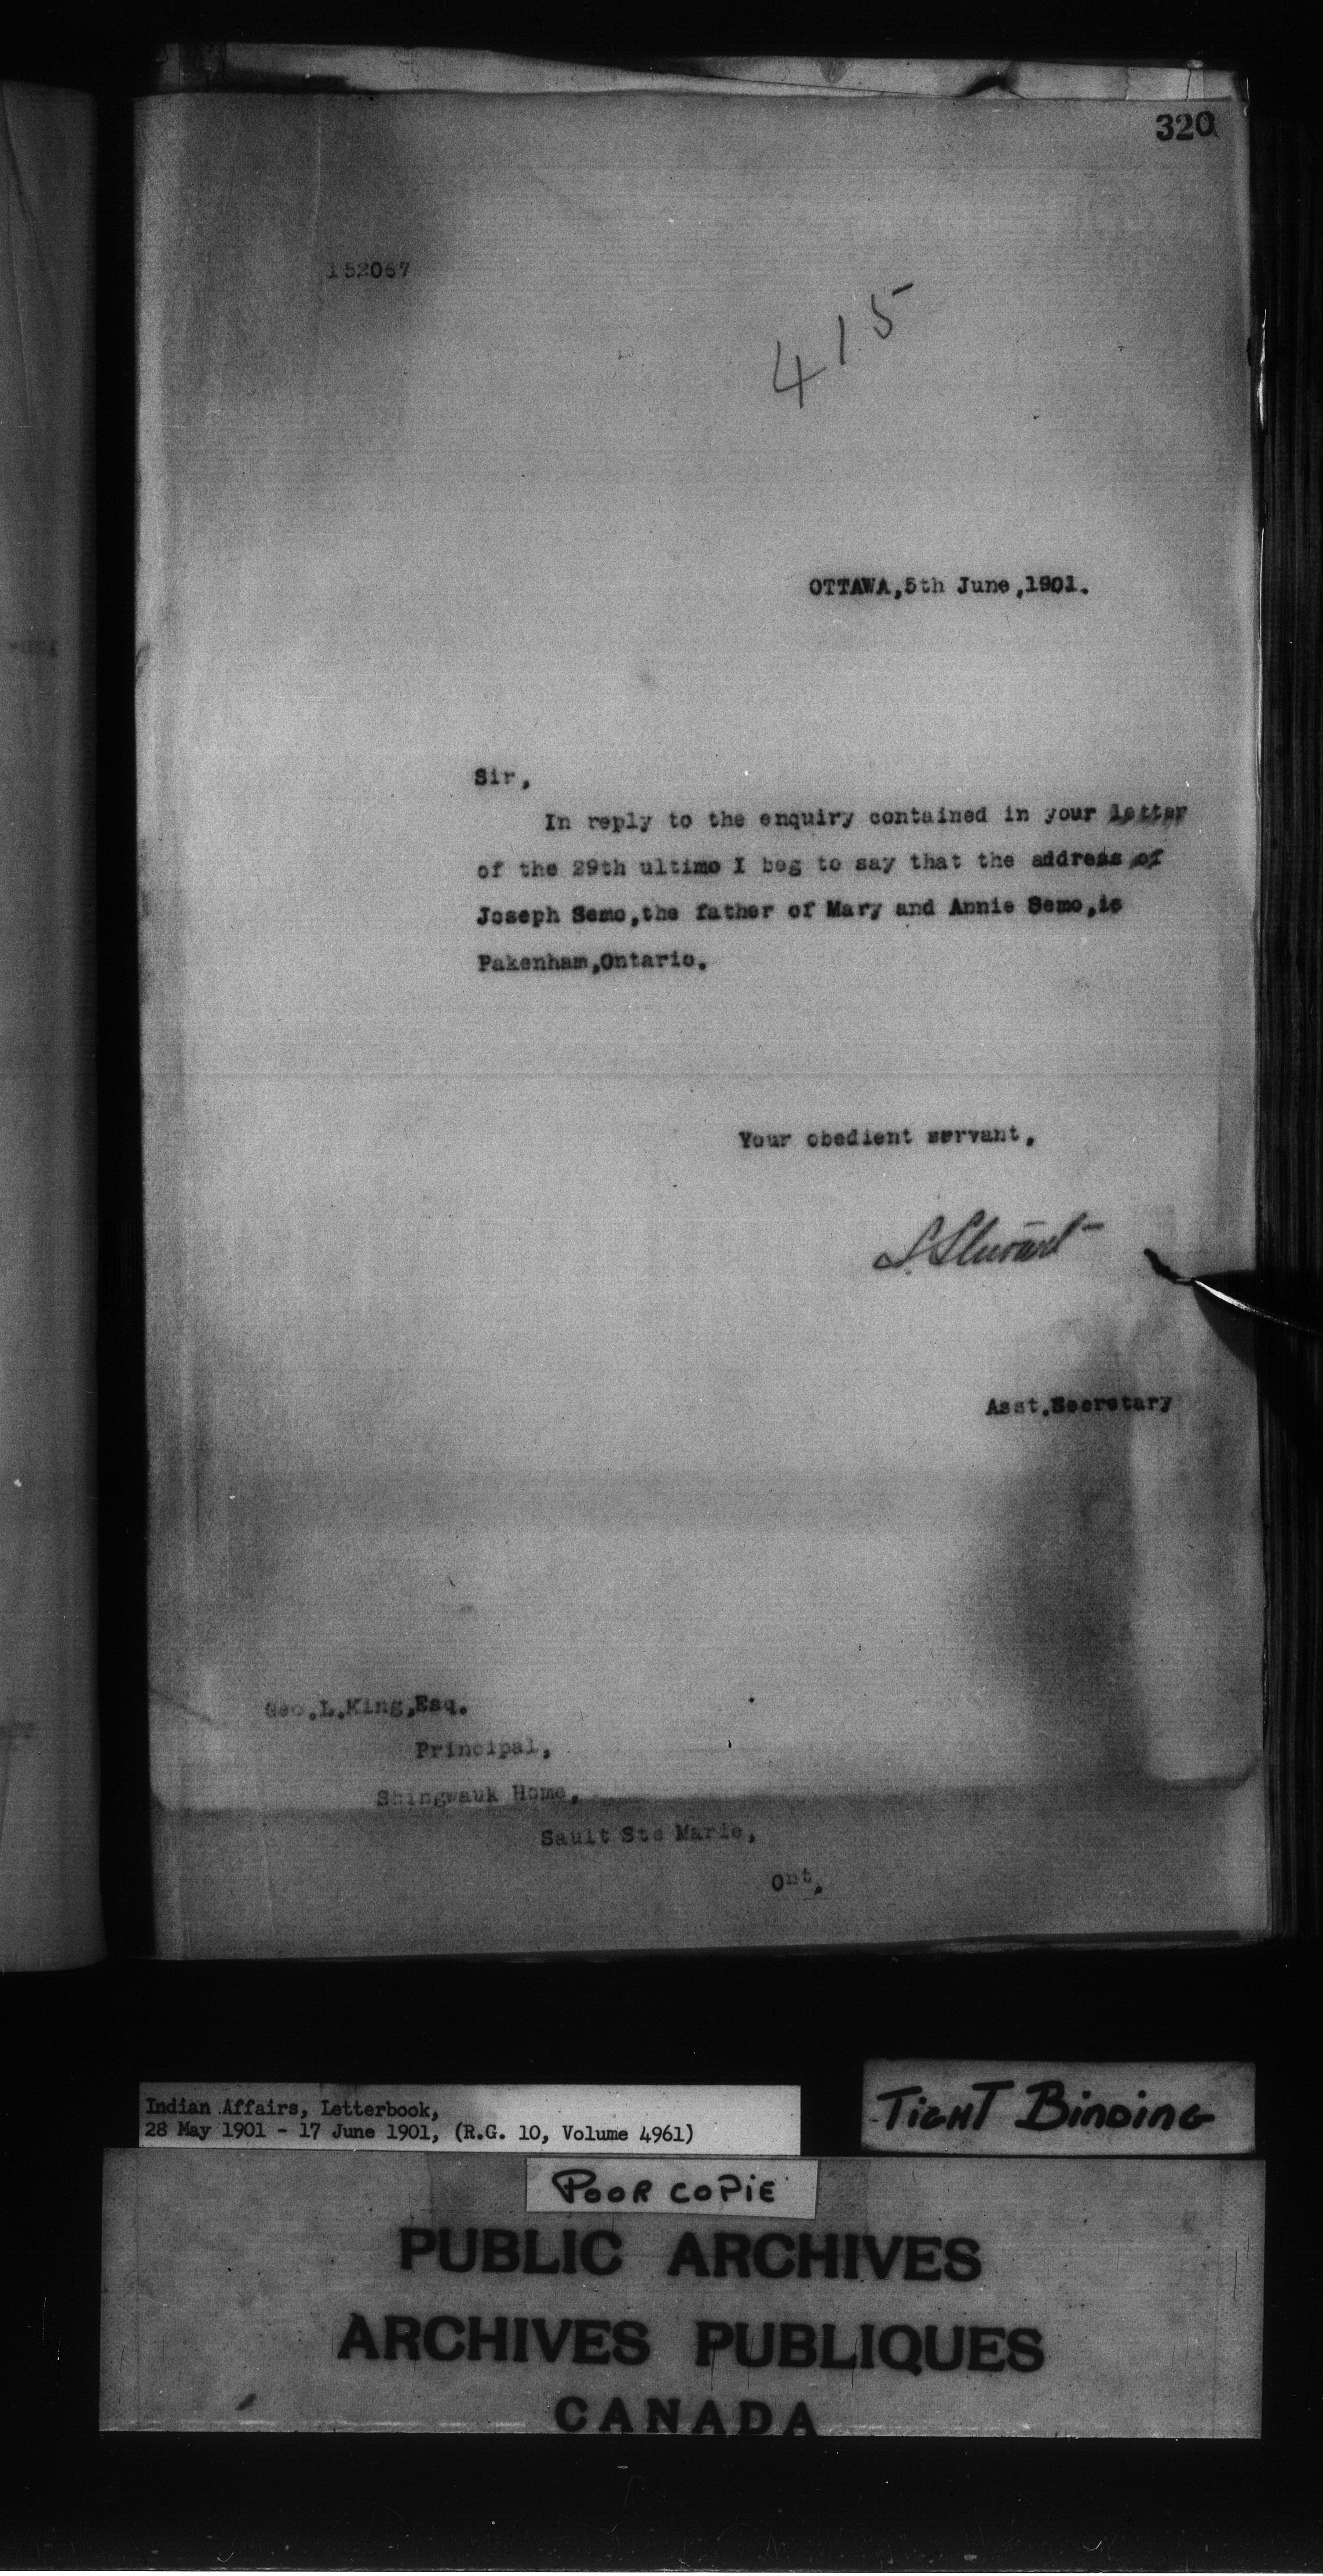 320
152067
415
OTTAWA,5th June,1901.
Sir,
In reply to the enquiry contained in your letter
of the 29th ultimo I beg to say that the address of
Joseph Semo,the father of Mary and Annie Semo,is
Pakenham,Ontario.
Your obedient servant,
S. Stewart
Asst.Secretary
Geo.L.King,Esq.
Principal,
Shingwauk Home,
Sault Ste Marie,
Ont.
Indian Affairs, Letterbook,
28 May 1901 - 17 June 1901, (R.G. 10, Volume 4961)
TIGHT BINDING
POOR COPIE
PUBLIC ARCHIVES
ARCHIVES PUBLIQUES
CANADA